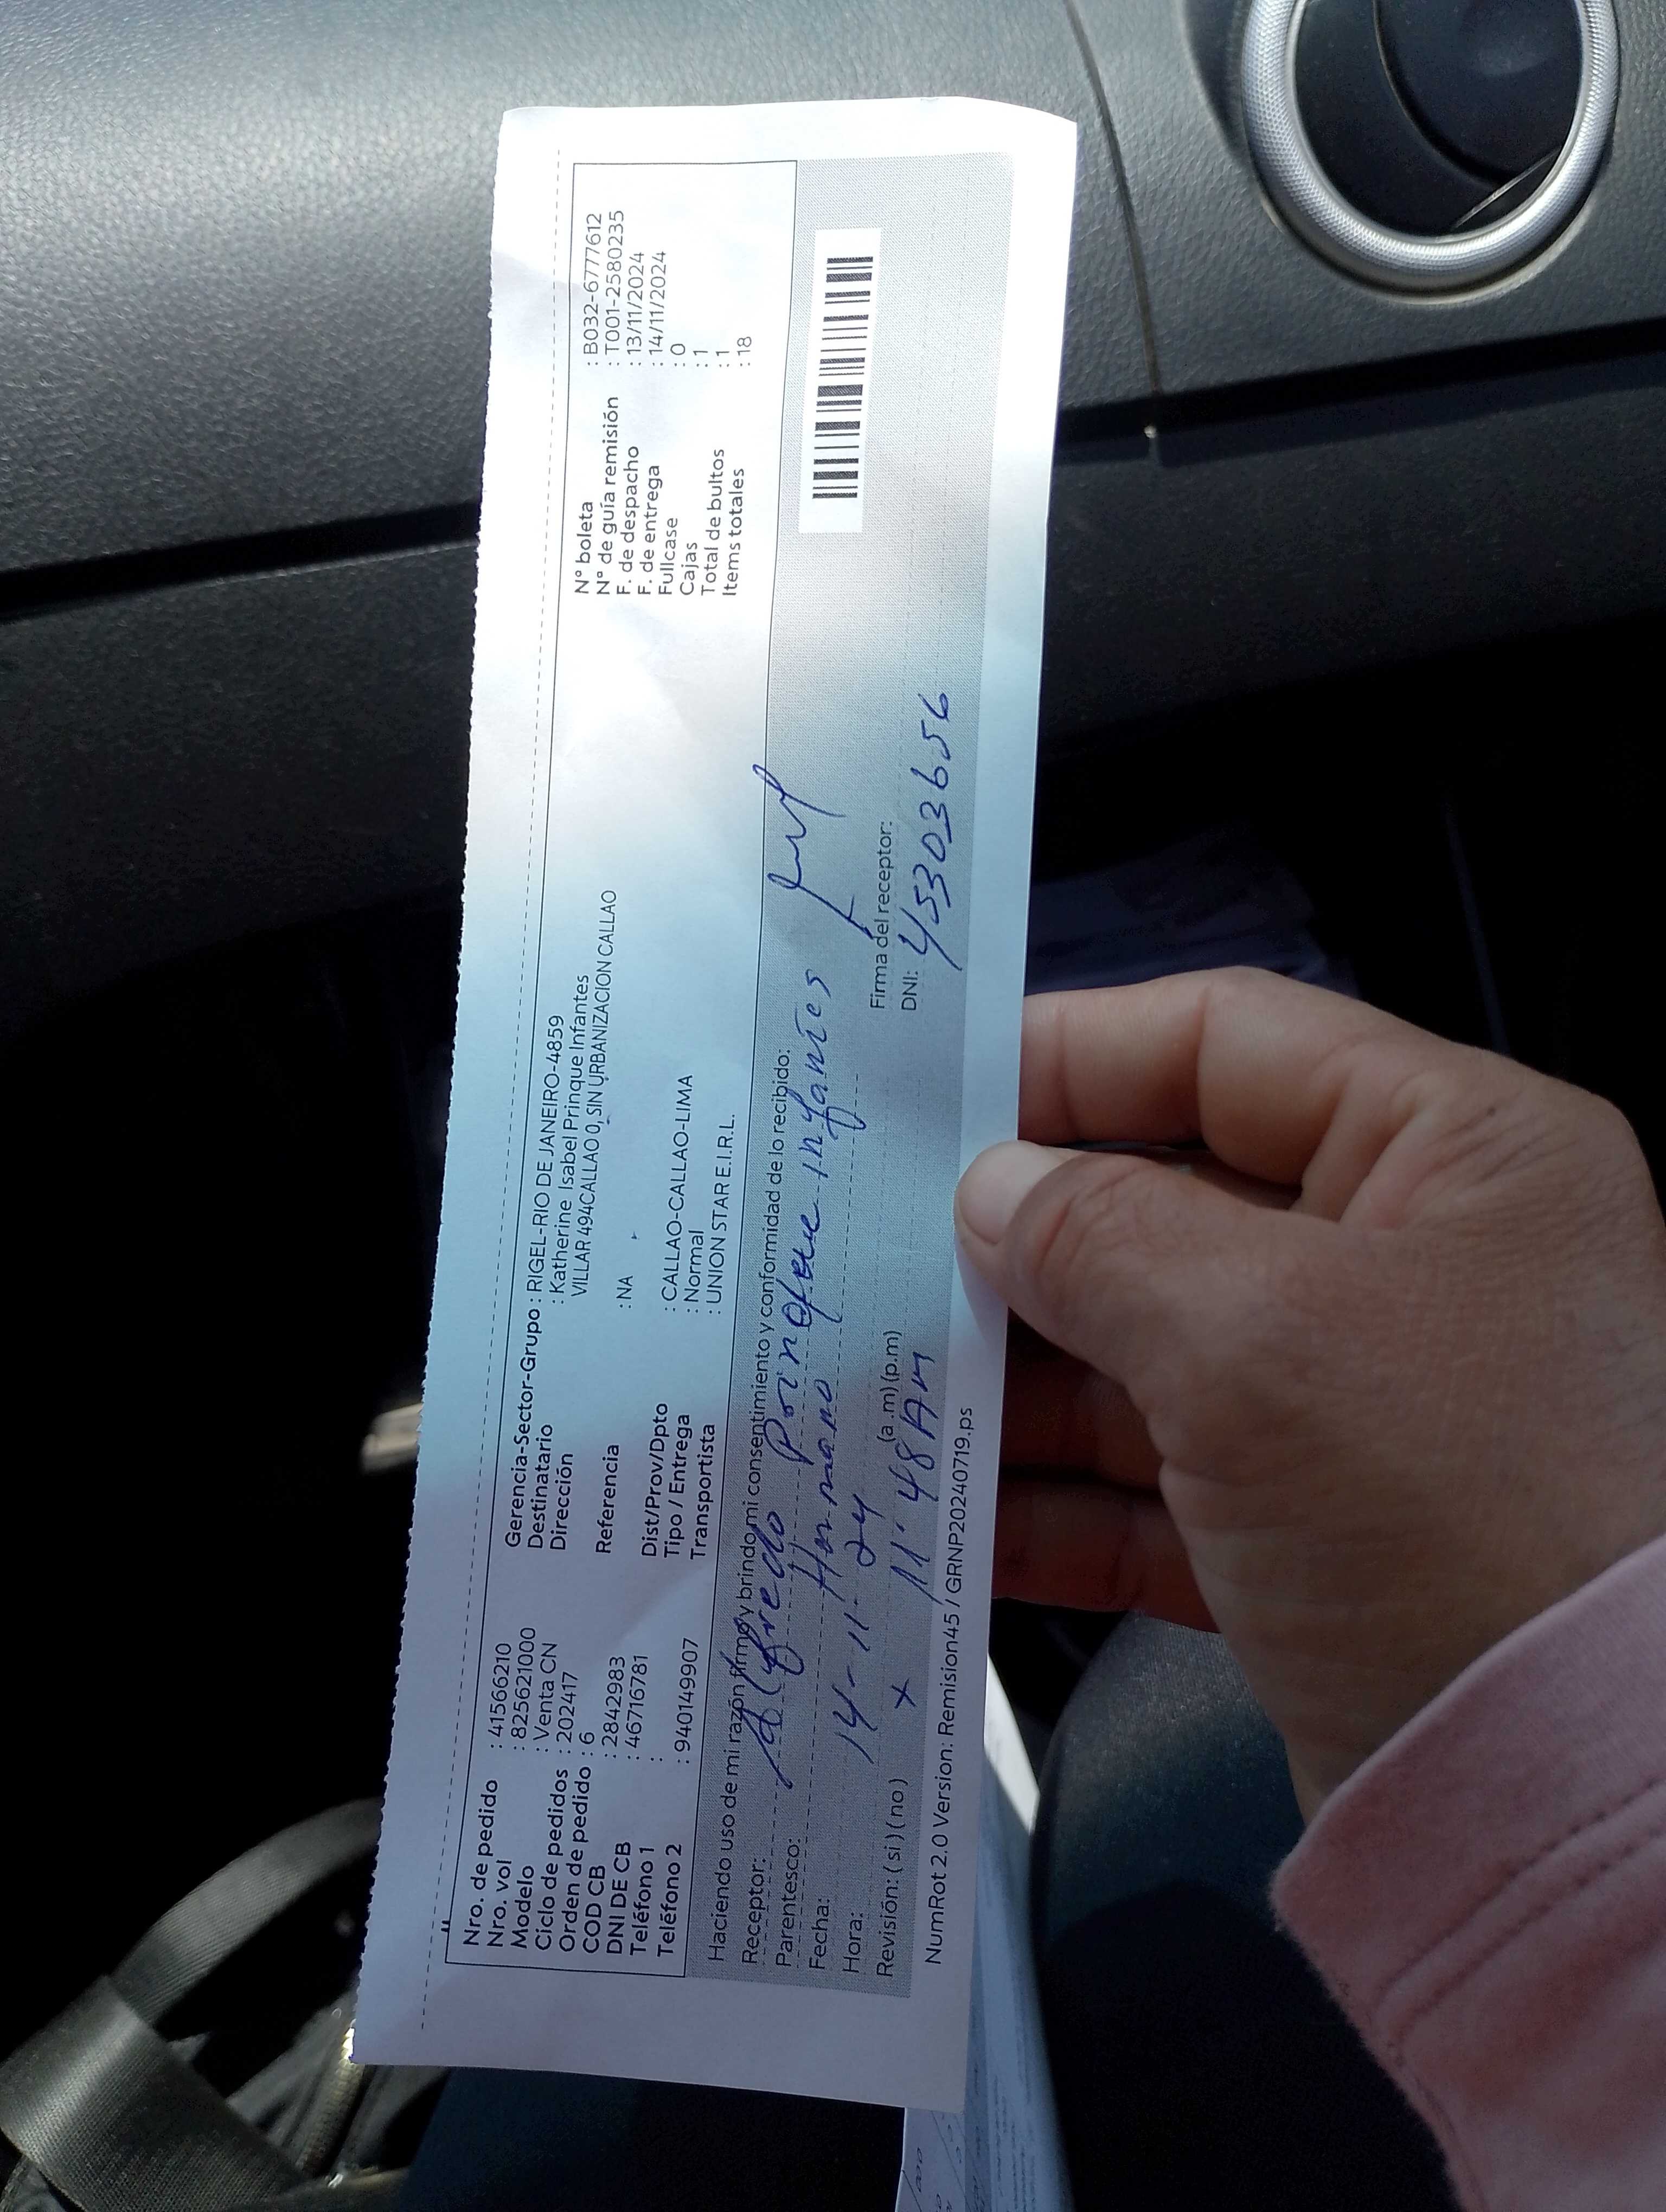 Nro. de pedido : 41566210
Nro. vol : 825621000
Modelo : Venta CN
Ciclo de pedidos : 202417
Orden de pedido : 6
COD CB : 2842983
DNI DE CB : 46716781
Teléfono 1 :
Teléfono 2 : 940149907
Gerencia-Sector-Grupo : RIGEL-RIO DE JANEIRO-4859
Destinatario : Katherine Isabel Prinque Infantes
Dirección VILLAR 494CALLAO 0, SIN URBANIZACION CALLAO
Referencia : NA
Dist/Prov/Dpto : CALLAO-CALLAO-LIMA
Tipo / Entrega : Normal
Transportista : UNION STAR E.I.R.L.
N° boleta : B032-6777612
N° de guía remisión : T001-2580235
F. de despacho : 13/11/2024
F. de entrega : 14/11/2024
Fullcase : 0
Cajas : 1
Total de bultos : 1
Items totales : 18
Haciendo uso de mi razón firmo y brindo mi consentimiento y conformidad de lo recibido:
Receptor: Alfredo infantes
Parentesco: Hermano
Fecha: 14-11-24
Hora: 11:48 AM (a.m) (p.m)
Revisión: ( si ) ( no ) x
Firma del receptor:
DNI: 45303656
NumRot 2.0 Version: Remision45 / GRNP20240719.ps